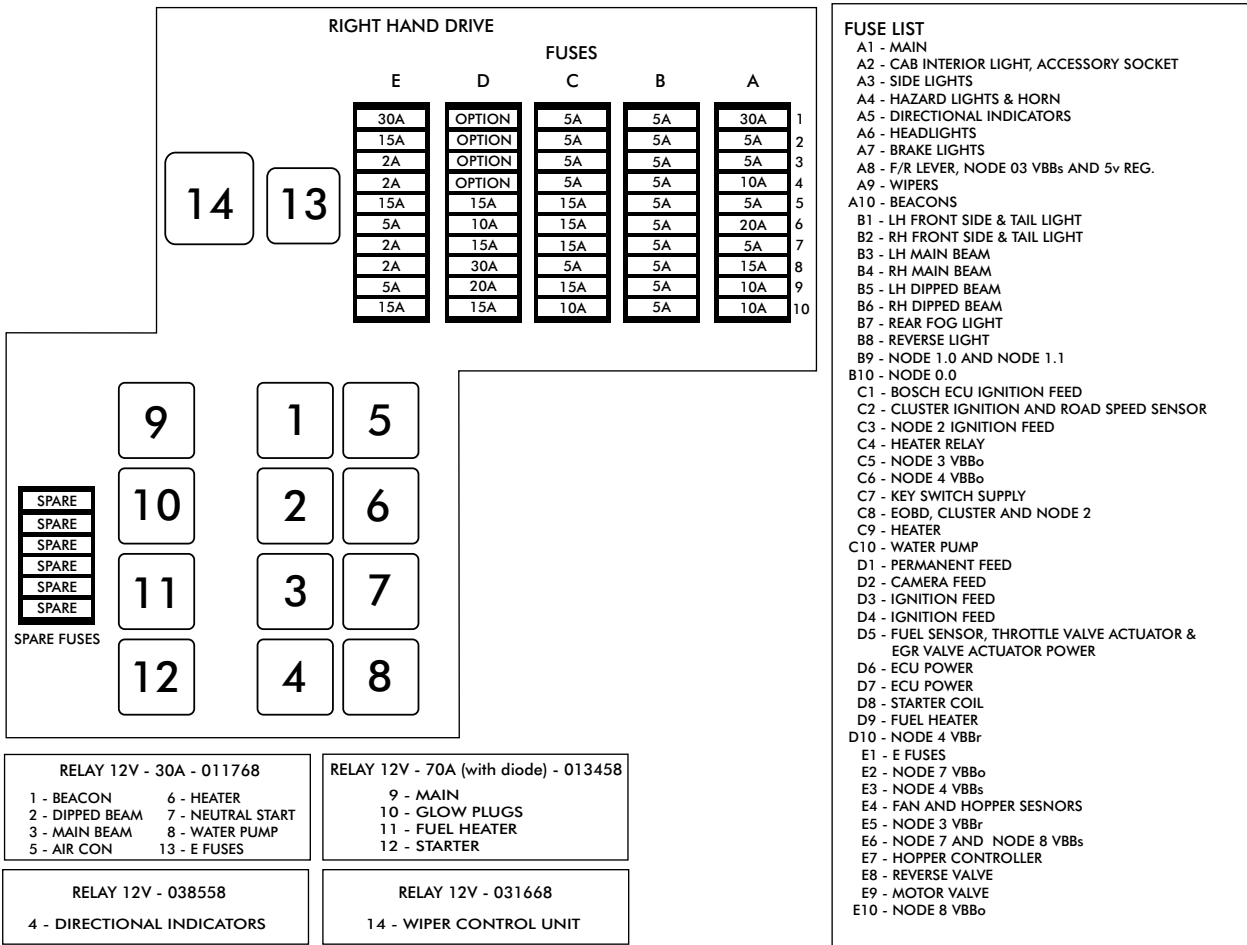 RIGHT HAND DRIVE
FUSES
E D C B A
30A OPTION 5A 5A 30A 1
15A OPTION 5A 5A 5A 2
2A OPTION 5A 5A 5A 3
2A OPTION 5A 5A 10A 4
15A 15A 15A 5A 5A 5
5A 10A 15A 5A 20A 6
2A 15A 15A 5A 5A 7
2A 30A 5A 5A 15A 8
5A 20A 15A 5A 10A 9
15A 15A 10A 5A 10A 10
14 13
9 1 5
10 2 6
11 3 7
12 4 8
SPARE
SPARE
SPARE
SPARE
SPARE
SPARE
SPARE FUSES
RELAY 12V - 30A - 011768
1 - BEACON 6 - HEATER
2 - DIPPED BEAM 7 - NEUTRAL START
3 - MAIN BEAM 8 - WATER PUMP
5 - AIR CON 13 - E FUSES
RELAY 12V - 70A (with diode) - 013458
9 - MAIN
10 - GLOW PLUGS
11 - FUEL HEATER
12 - STARTER
RELAY 12V - 038558
4 - DIRECTIONAL INDICATORS
RELAY 12V - 031668
14 - WIPER CONTROL UNIT
FUSE LIST
A1 - MAIN
A2 - CAB INTERIOR LIGHT, ACCESSORY SOCKET
A3 - SIDE LIGHTS
A4 - HAZARD LIGHTS & HORN
A5 - DIRECTIONAL INDICATORS
A6 - HEADLIGHTS
A7 - BRAKE LIGHTS
A8 - F/R LEVER, NODE 03 VBBs AND 5v REG.
A9 - WIPERS
A10 - BEACONS
B1 - LH FRONT SIDE & TAIL LIGHT
B2 - RH FRONT SIDE & TAIL LIGHT
B3 - LH MAIN BEAM
B4 - RH MAIN BEAM
B5 - LH DIPPED BEAM
B6 - RH DIPPED BEAM
B7 - REAR FOG LIGHT
B8 - REVERSE LIGHT
B9 - NODE 1.0 AND NODE 1.1
B10 - NODE 0.0
C1 - BOSCH ECU IGNITION FEED
C2 - CLUSTER IGNITION AND ROAD SPEED SENSOR
C3 - NODE 2 IGNITION FEED
C4 - HEATER RELAY
C5 - NODE 3 VBBo
C6 - NODE 4 VBBo
C7 - KEY SWITCH SUPPLY
C8 - EOBD, CLUSTER AND NODE 2
C9 - HEATER
C10 - WATER PUMP
D1 - PERMANENT FEED
D2 - CAMERA FEED
D3 - IGNITION FEED
D4 - IGNITION FEED
D5 - FUEL SENSOR, THROTTLE VALVE ACTUATOR &
EGR VALVE ACTUATOR POWER
D6 - ECU POWER
D7 - ECU POWER
D8 - STARTER COIL
D9 - FUEL HEATER
D10 - NODE 4 VBBr
E1 - E FUSES
E2 - NODE 7 VBBo
E3 - NODE 4 VBBs
E4 - FAN AND HOPPER SESNORS
E5 - NODE 3 VBBr
E6 - NODE 7 AND NODE 8 VBBs
E7 - HOPPER CONTROLLER
E8 - REVERSE VALVE
E9 - MOTOR VALVE
E10 - NODE 8 VBBo